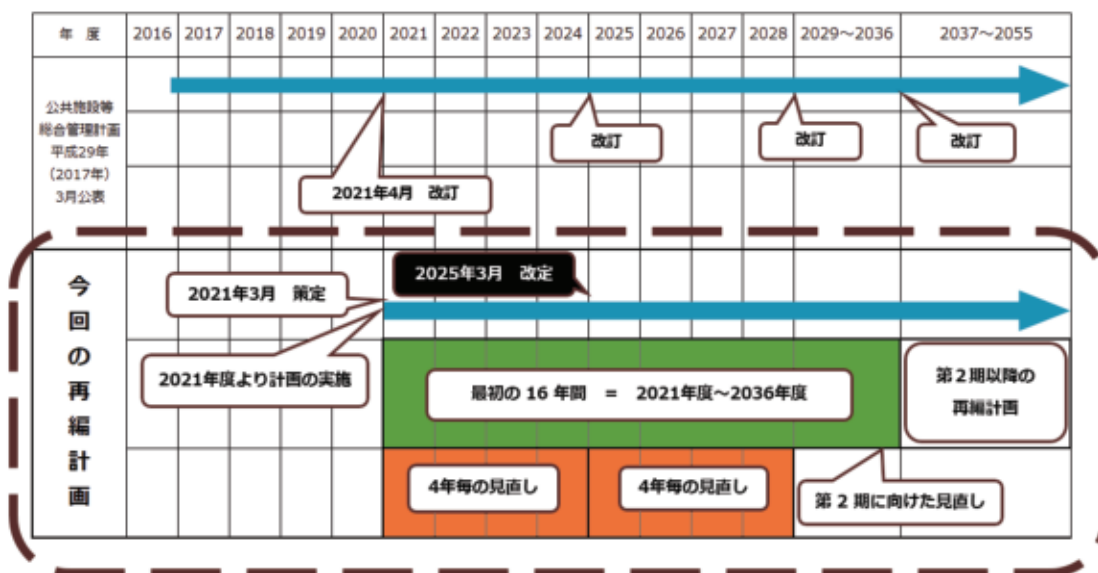 年 度 2016 2017 2018 2019 2020 2021 2022 2023 2024 2025 2026 2027 2028 2029～2036 2037～2055
公共施設等
総合管理計画
平成29年
（2017年）
3月公表
改訂
改訂
改訂
2021年4月 改訂
今回の再編計画
2025年3月 改定
2021年3月 策定
2021年度より計画の実施
最初の 16 年間 ＝ 2021年度～2036年度
第２期以降の
再編計画
4年毎の見直し
4年毎の見直し
第 2 期に向けた見直し